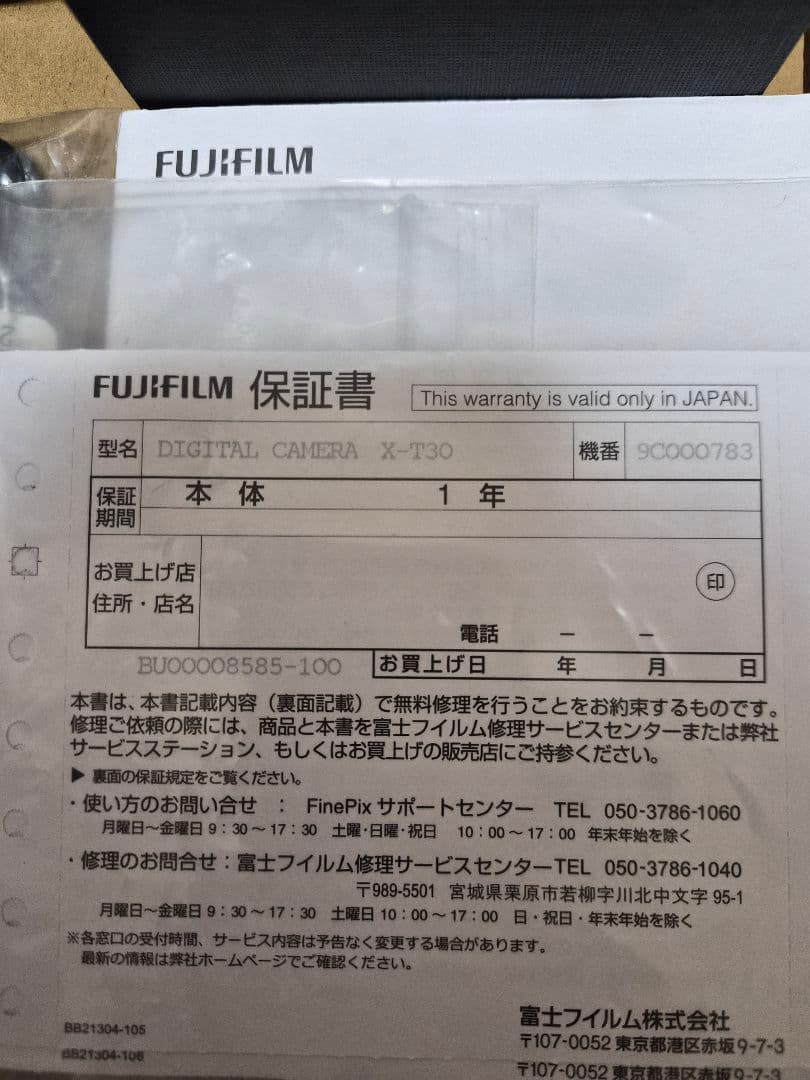 FUJIFILM
FUJIFILM 保証書 This warranty is valid only in JAPAN.
型名 DIGITAL CAMERA X-T30 機番 9C000783
保証期間 本体 1年
お買上げ店
住所・店名
印
電話 － －
BU00008585-100 お買上げ日 年 月 日
本書は、本書記載内容（裏面記載）で無料修理を行うことをお約束するものです。
修理ご依頼の際には、商品と本書を富士フイルム修理サービスセンターまたは弊社
サービスステーション、もしくはお買上げの販売店にご持参ください。
▶ 裏面の保証規定をご覧ください。
・使い方のお問い合せ ： FinePix サポートセンター TEL 050-3786-1060
月曜日～金曜日 9：30～17：30 土曜・日曜・祝日 10：00～17：00 年末年始を除く
・修理のお問合せ：富士フイルム修理サービスセンターTEL 050-3786-1040
〒989-5501 宮城県栗原市若柳字川北中文字 95-1
月曜日～金曜日 9：30～17：30 土曜日 10：00～17：00 日・祝日・年末年始を除く
※各窓口の受付時間、サービス内容は予告なく変更する場合があります。
最新の情報は弊社ホームページでご確認ください。
富士フイルム株式会社
BB21304-105 〒107-0052 東京都港区赤坂9-7-3
BB21304-106 〒107-0052 東京都港区赤坂9-7-3